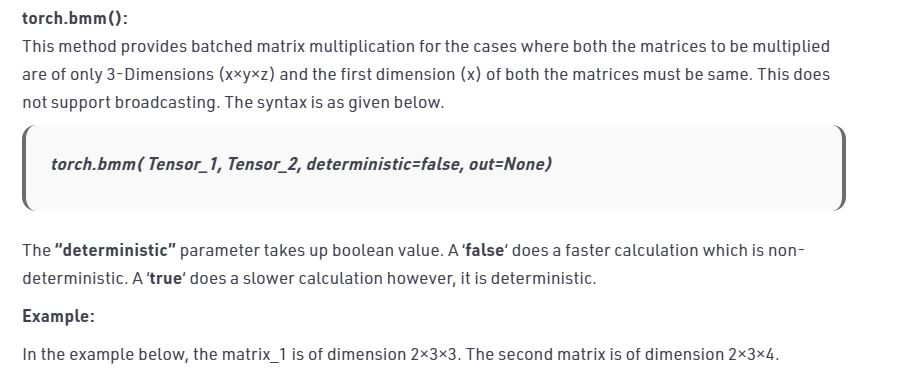 torch.bmm():
This method provides batched matrix multiplication for the cases where both the matrices to be multiplied
are of only 3-Dimensions (x×y×z) and the first dimension (x) of both the matrices must be same. This does
not support broadcasting. The syntax is as given below.
torch.bmm( Tensor_1, Tensor_2, deterministic=false, out=None)
The “deterministic” parameter takes up boolean value. A ‘false‘ does a faster calculation which is non-
deterministic. A ‘true‘ does a slower calculation however, it is deterministic.
Example:
In the example below, the matrix_1 is of dimension 2×3×3. The second matrix is of dimension 2×3×4.